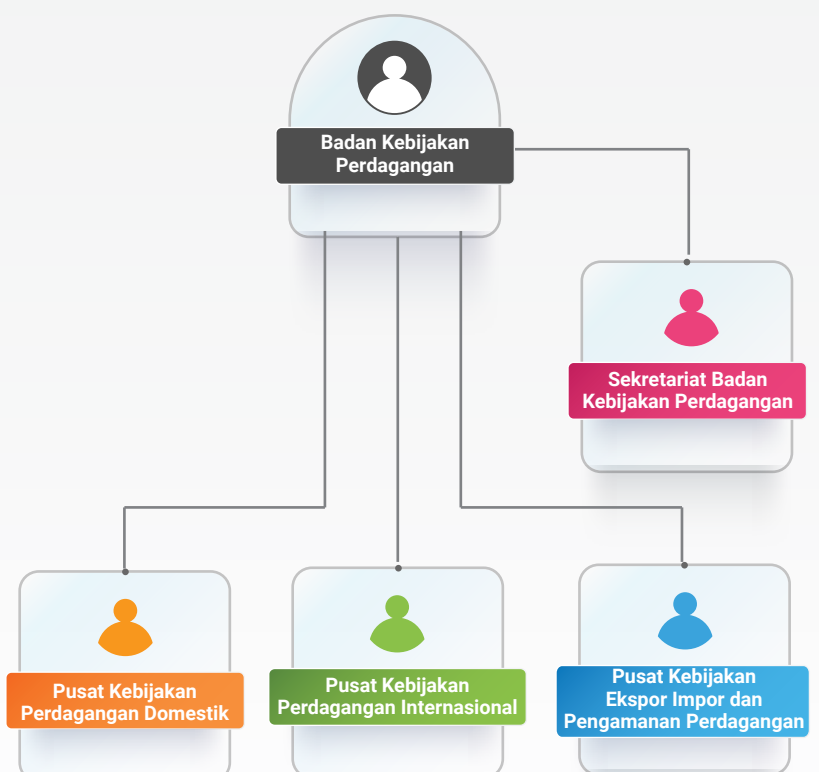 Badan Kebijakan
Perdagangan
Sekretariat Badan
Kebijakan Perdagangan
Pusat Kebijakan
Perdagangan Domestik
Pusat Kebijakan
Perdagangan Internasional
Pusat Kebijakan
Ekspor Impor dan
Pengamanan Perdagangan